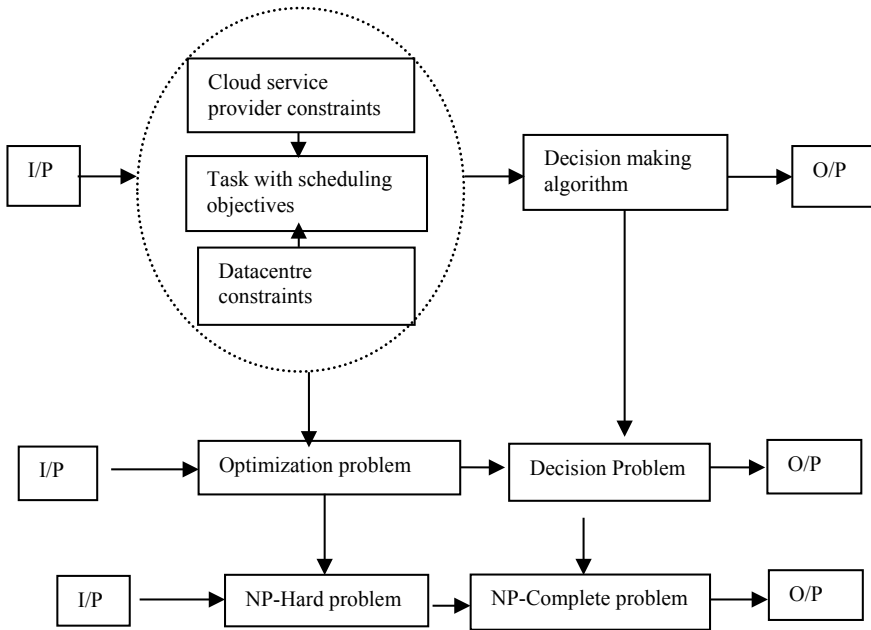 Cloud service
provider constraints
I/P
Task with scheduling
objectives
Decision making
algorithm
O/P
Datacentre
constraints
I/P
Optimization problem
Decision Problem
O/P
I/P
NP-Hard problem
NP-Complete problem
O/P